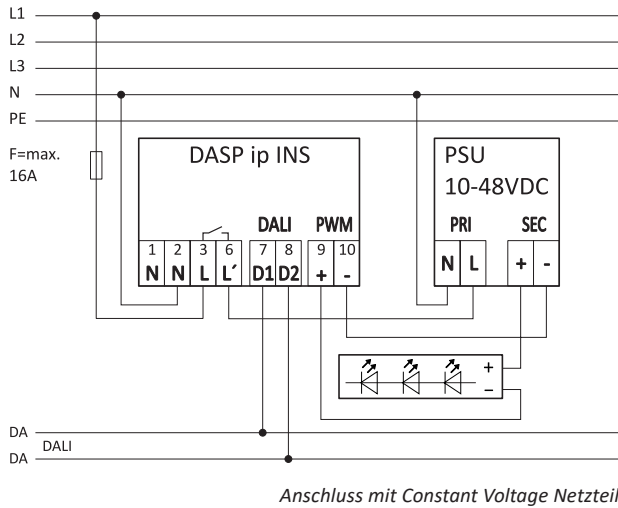 L1
L2
L3
N
PE
F=max.
16A
DASP ip INS
DALI PWM
1 2 3 6 7 8 9 10
N N L L´ D1 D2 + -
PSU
10-48VDC
PRI SEC
N L + -
+
−
DA
DALI
DA
Anschluss mit Constant Voltage Netzteil